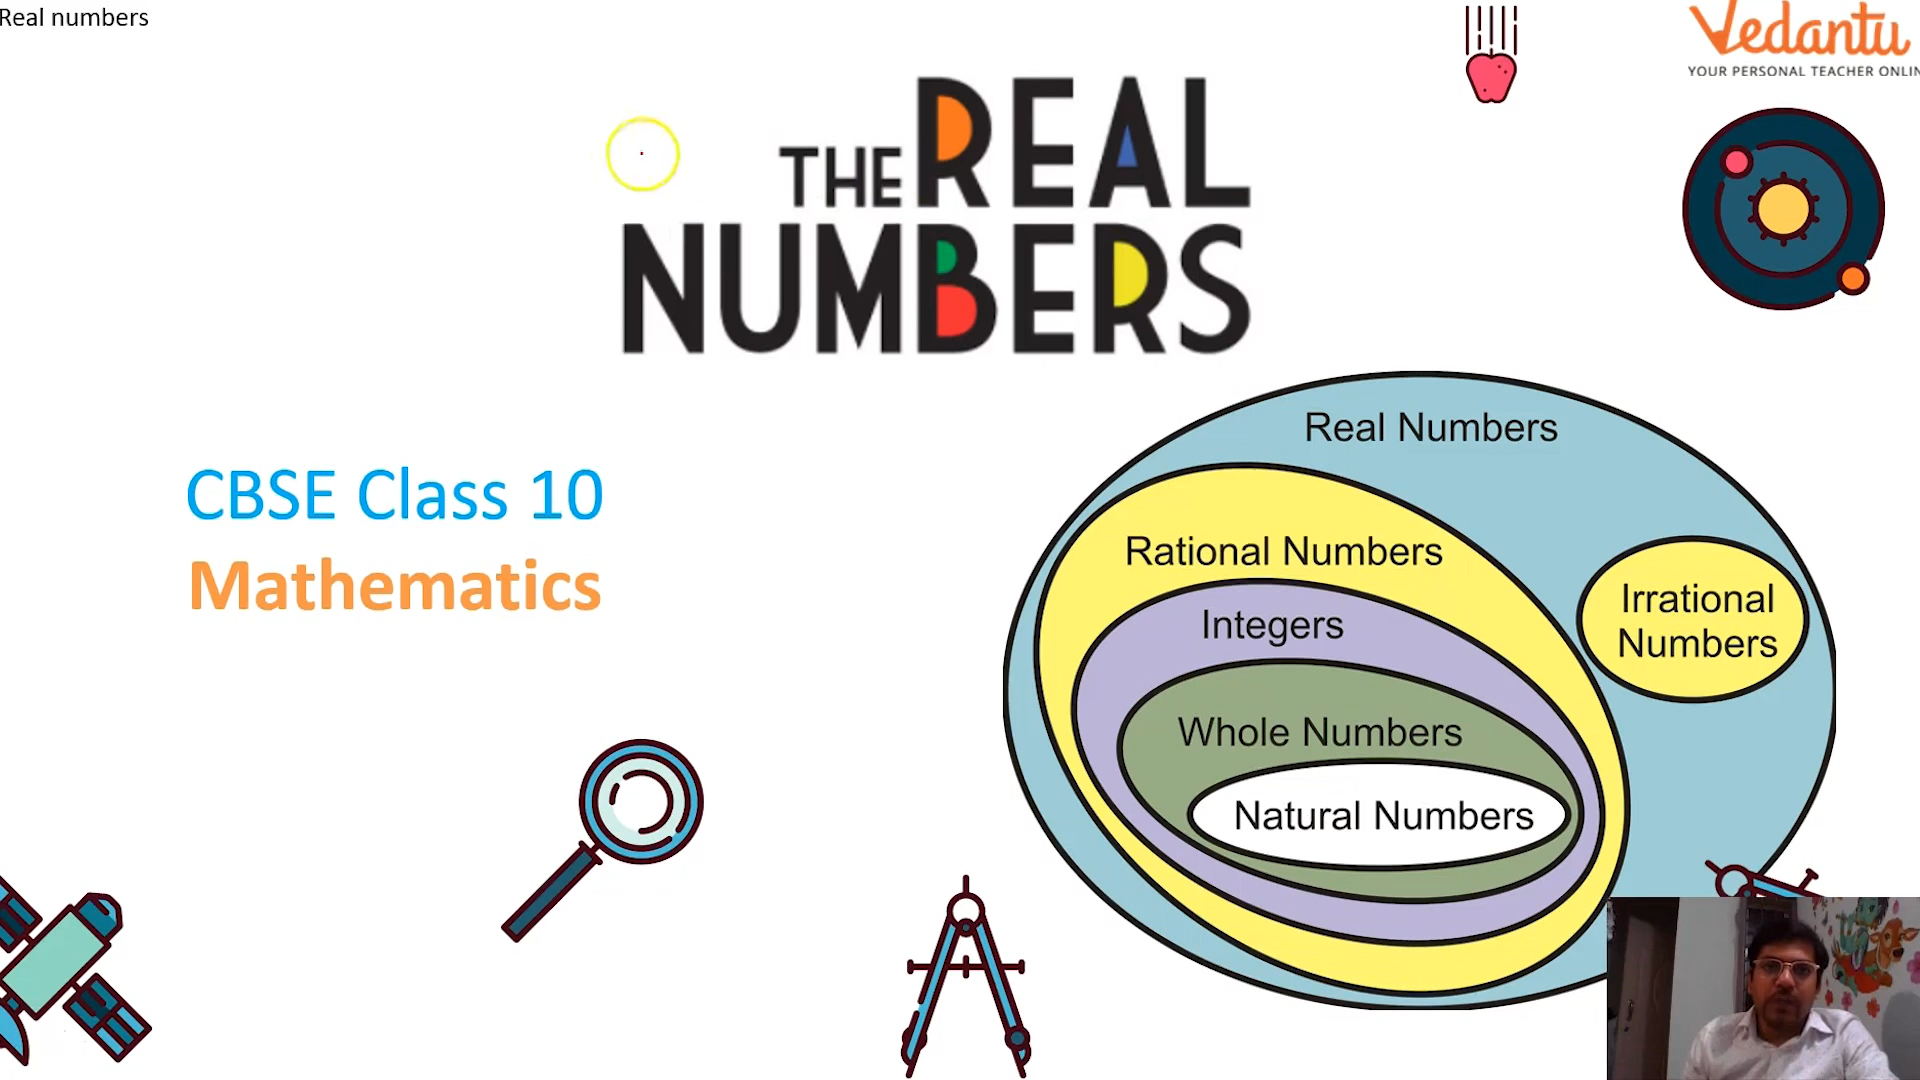 Real numbers
Vedantu
YOUR PERSONAL TEACHER ONLIN
THE REAL
NUMBERS
CBSE Class 10
Mathematics
Real Numbers
Rational Numbers
Irrational
Numbers
Integers
Whole Numbers
Natural Numbers